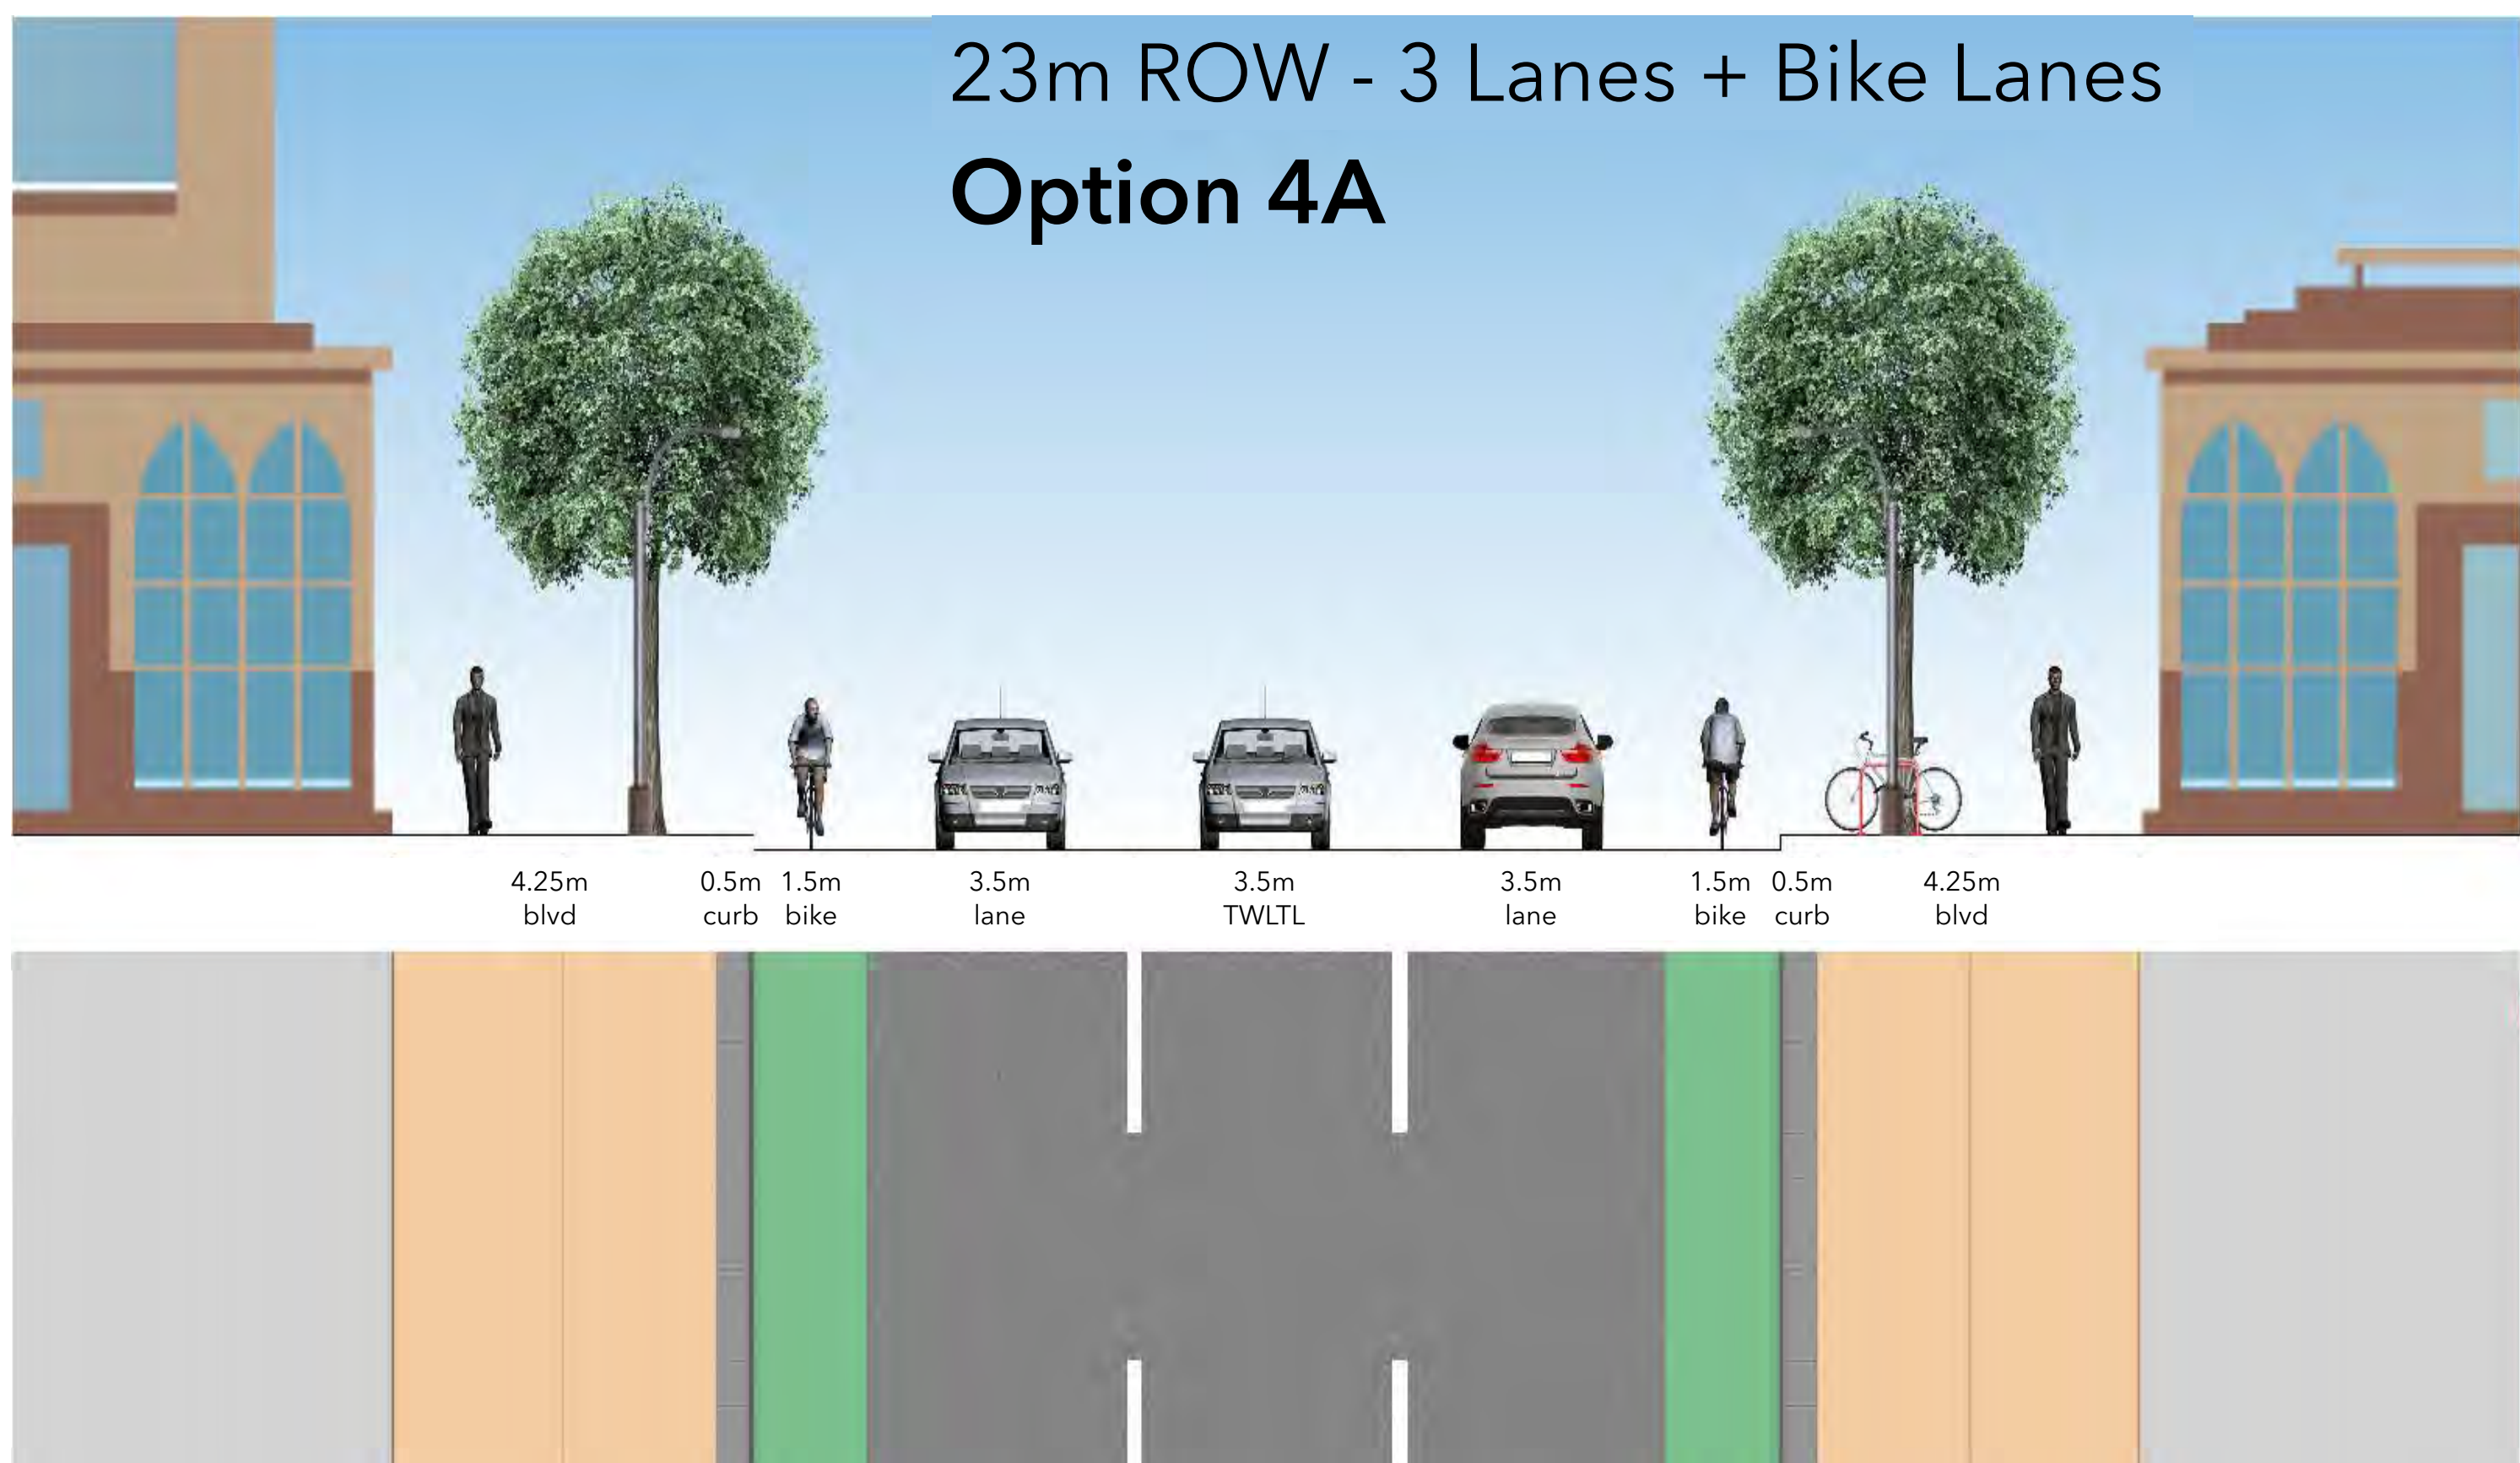 23m ROW - 3 Lanes + Bike Lanes
Option 4A
4.25m 0.5m 1.5m 3.5m 3.5m 3.5m 1.5m 0.5m 4.25m
blvd curb bike lane TWLTL lane bike curb blvd